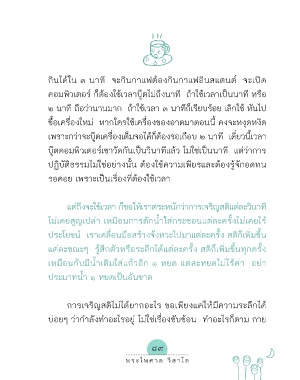 กินได้ใน ๓ นาที จะกินกาแฟต้องกินกาแฟอินสแตนต์ จะเปิด
คอมพิวเตอร์ ก็ต้องใช้เวลาบู๊ตไม่ถึงนาที ถ้าใช้เวลาเป็นนาที หรือ
๒ นาที ถือว่านานมาก ถ้าใช้เวลา ๓ นาทีก็เรียบร้อย เลิกใช้ หันไป
ซื้อเครื่องใหม่ หากใครใช้เครื่องของอาตมาตอนนี้ คงจะหงุดหงิด
เพราะกว่าจะบู๊ตเครื่องเต็มจอได้ก็ต้องรอเกือบ ๒ นาที เดี๋ยวนี้เวลา
บู๊ตคอมพิวเตอร์เขาวัดกันเป็นวินาทีแล้ว ไม่ใช่เป็นนาที แต่ว่าการ
ปฏิบัติธรรมไม่ใช่อย่างนั้น ต้องใช้ความเพียรและต้องรู้จักอดทน
รอคอย เพราะเป็นเรื่องที่ต้องใช้เวลา
แต่ถึงจะใช้เวลา ก็ขอให้เราตระหนักว่าการเจริญสติแต่ละวินาที
ไม่เคยสูญเปล่า เหมือนการตักน้ำใส่กระชอนแต่ละครั้งไม่เคยไร้
ประโยชน์ เราเคลื่อนมือสร้างจังหวะไปมาแต่ละครั้ง สติก็เพิ่มขึ้น
แต่ละขณะๆ รู้สึกตัวหรือระลึกได้แต่ละครั้ง สติก็เพิ่มขึ้นทุกครั้ง
เหมือนกับมีน้ำเติมใส่แก้วอีก ๑ หยด แต่ละหยดไม่ไร้ค่า อย่า
ประมาทน้ำ ๑ หยดเป็นอันขาด
การเจริญสติไม่ได้ยากอะไร ขอเพียงแค่ให้มีความระลึกได้
บ่อยๆ ว่ากำลังทำอะไรอยู่ ไม่ใช่เรื่องซับซ้อน ทำอะไรก็ตาม กาย
๘๙
พระไพศาล วิสาโล